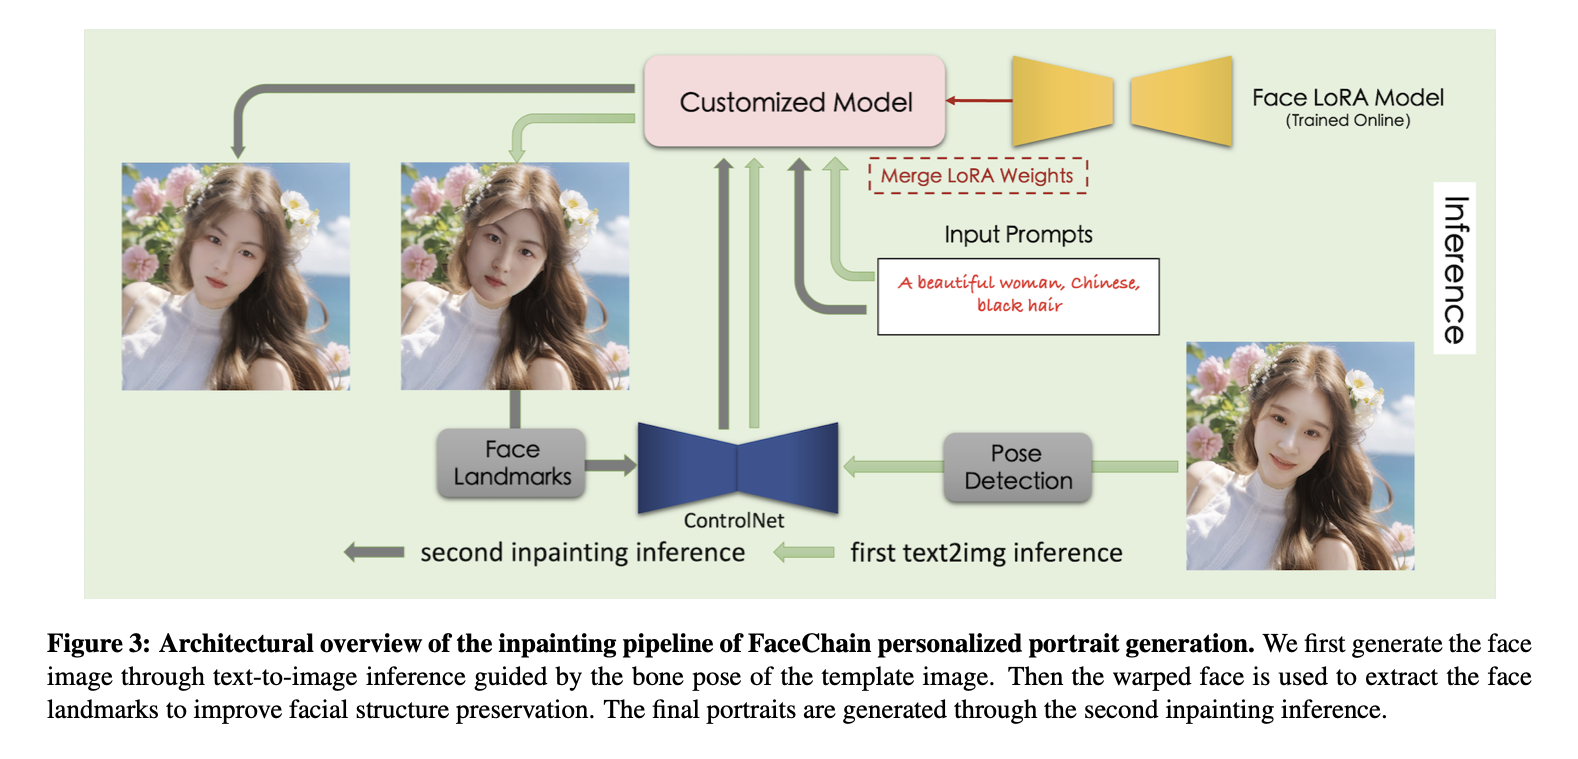 Customized Model
Face LoRA Model
(Trained Online)
Merge LoRA Weights
Input Prompts
A beautiful woman, Chinese,
black hair
Inference
Face
Landmarks
Pose
Detection
ControlNet
second inpainting inference
first text2img inference
Figure 3: Architectural overview of the inpainting pipeline of FaceChain personalized portrait generation. We first generate the face
image through text-to-image inference guided by the bone pose of the template image. Then the warped face is used to extract the face
landmarks to improve facial structure preservation. The final portraits are generated through the second inpainting inference.